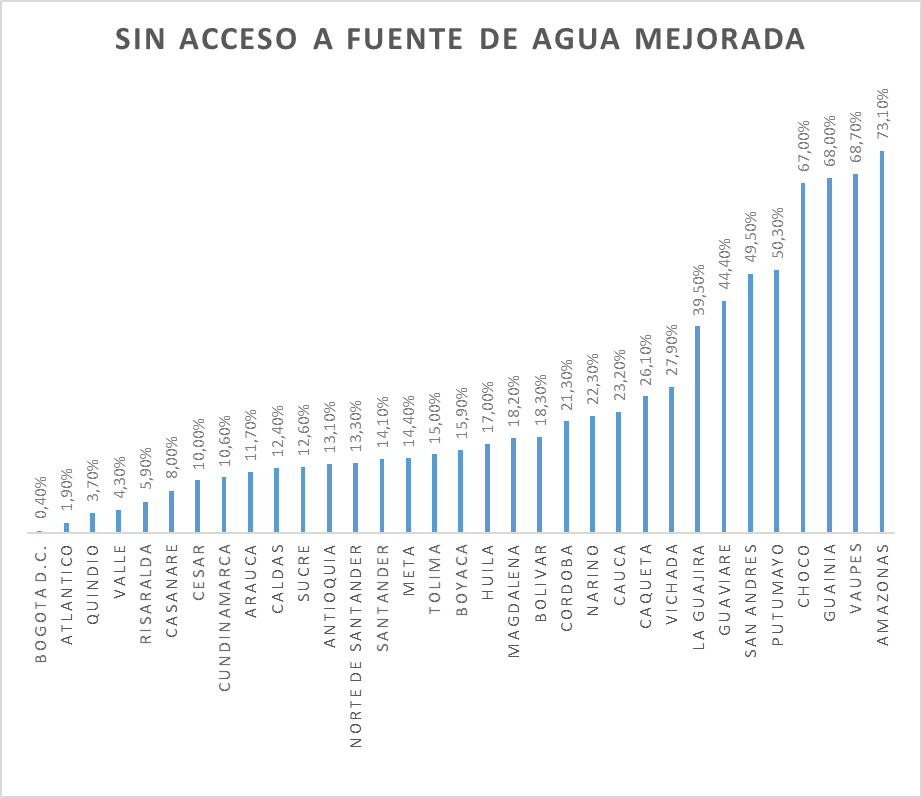 SIN ACCESO A FUENTE DE AGUA MEJORADA
0,40%
1,90%
3,70%
4,30%
5,90%
8,00%
10,00%
10,60%
11,70%
12,40%
12,60%
13,10%
13,30%
14,10%
14,40%
15,00%
15,90%
17,00%
18,20%
18,30%
21,30%
22,30%
23,20%
26,10%
27,90%
39,50%
44,40%
49,50%
50,30%
67,00%
68,00%
68,70%
73,10%
BOGOTA D.C.
ATLANTICO
QUINDIO
VALLE
RISARALDA
CASANARE
CESAR
CUNDINAMARCA
ARAUCA
CALDAS
SUCRE
ANTIOQUIA
NORTE DE SANTANDER
SANTANDER
META
TOLIMA
BOYACA
HUILA
MAGDALENA
BOLIVAR
CORDOBA
NARINO
CAUCA
CAQUETA
VICHADA
LA GUAJIRA
GUAVIARE
SAN ANDRES
PUTUMAYO
CHOCO
GUAINIA
VAUPES
AMAZONAS